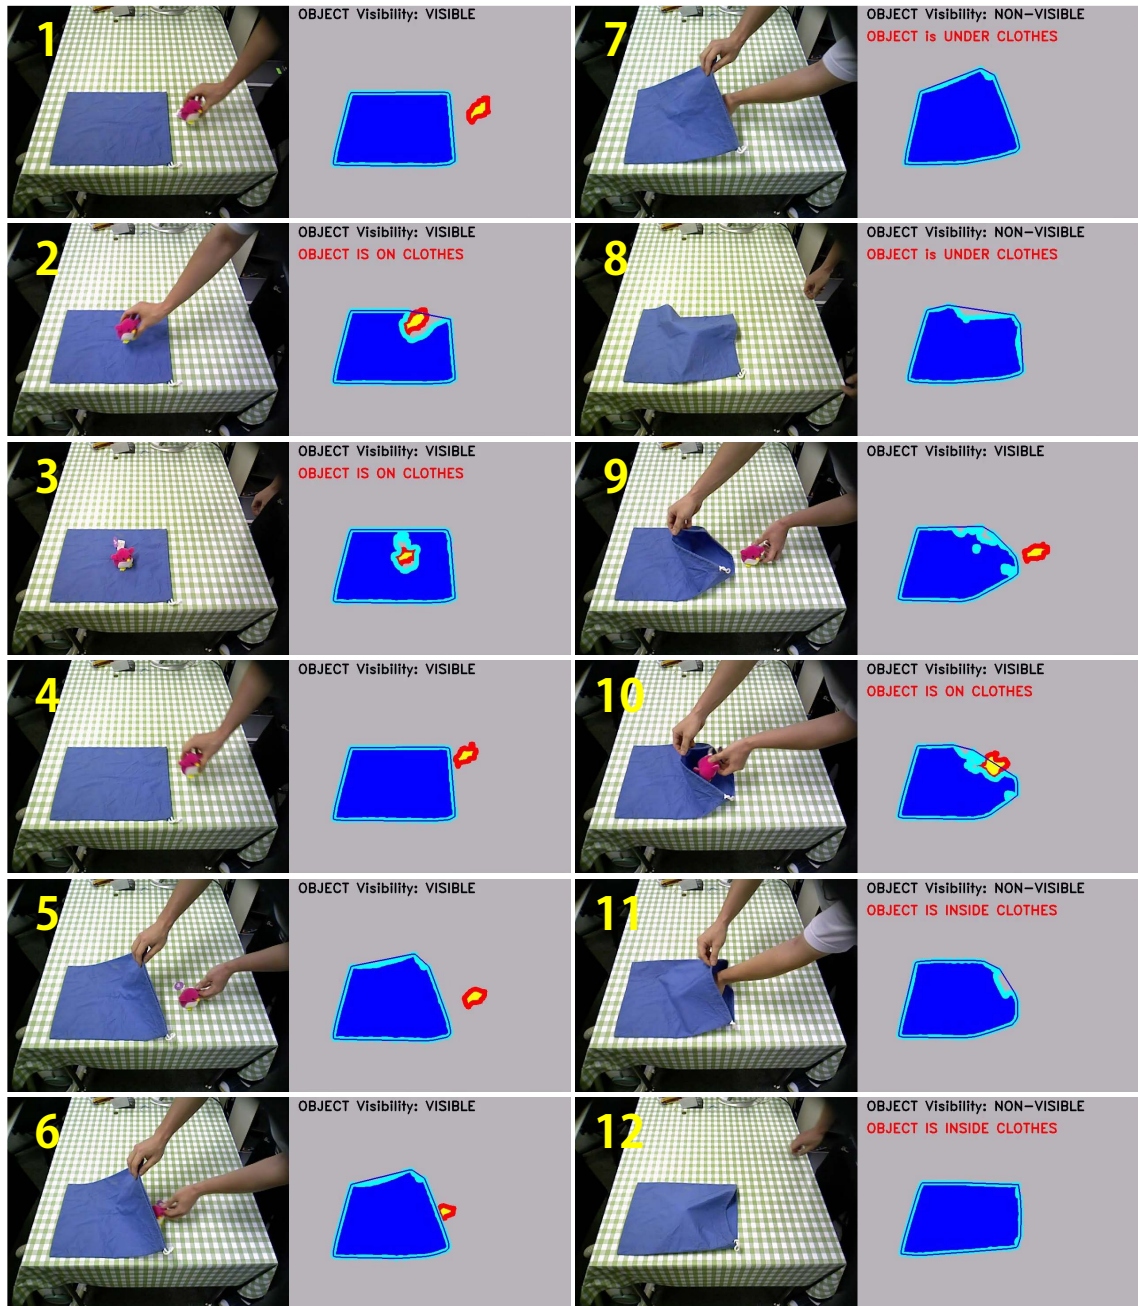 1
OBJECT Visibility: VISIBLE
2
OBJECT Visibility: VISIBLE
OBJECT IS ON CLOTHES
3
OBJECT Visibility: VISIBLE
OBJECT IS ON CLOTHES
4
OBJECT Visibility: VISIBLE
5
OBJECT Visibility: VISIBLE
6
OBJECT Visibility: VISIBLE
7
OBJECT Visibility: NON-VISIBLE
OBJECT is UNDER CLOTHES
8
OBJECT Visibility: NON-VISIBLE
OBJECT is UNDER CLOTHES
9
OBJECT Visibility: VISIBLE
10
OBJECT Visibility: VISIBLE
OBJECT IS ON CLOTHES
11
OBJECT Visibility: NON-VISIBLE
OBJECT IS INSIDE CLOTHES
12
OBJECT Visibility: NON-VISIBLE
OBJECT IS INSIDE CLOTHES